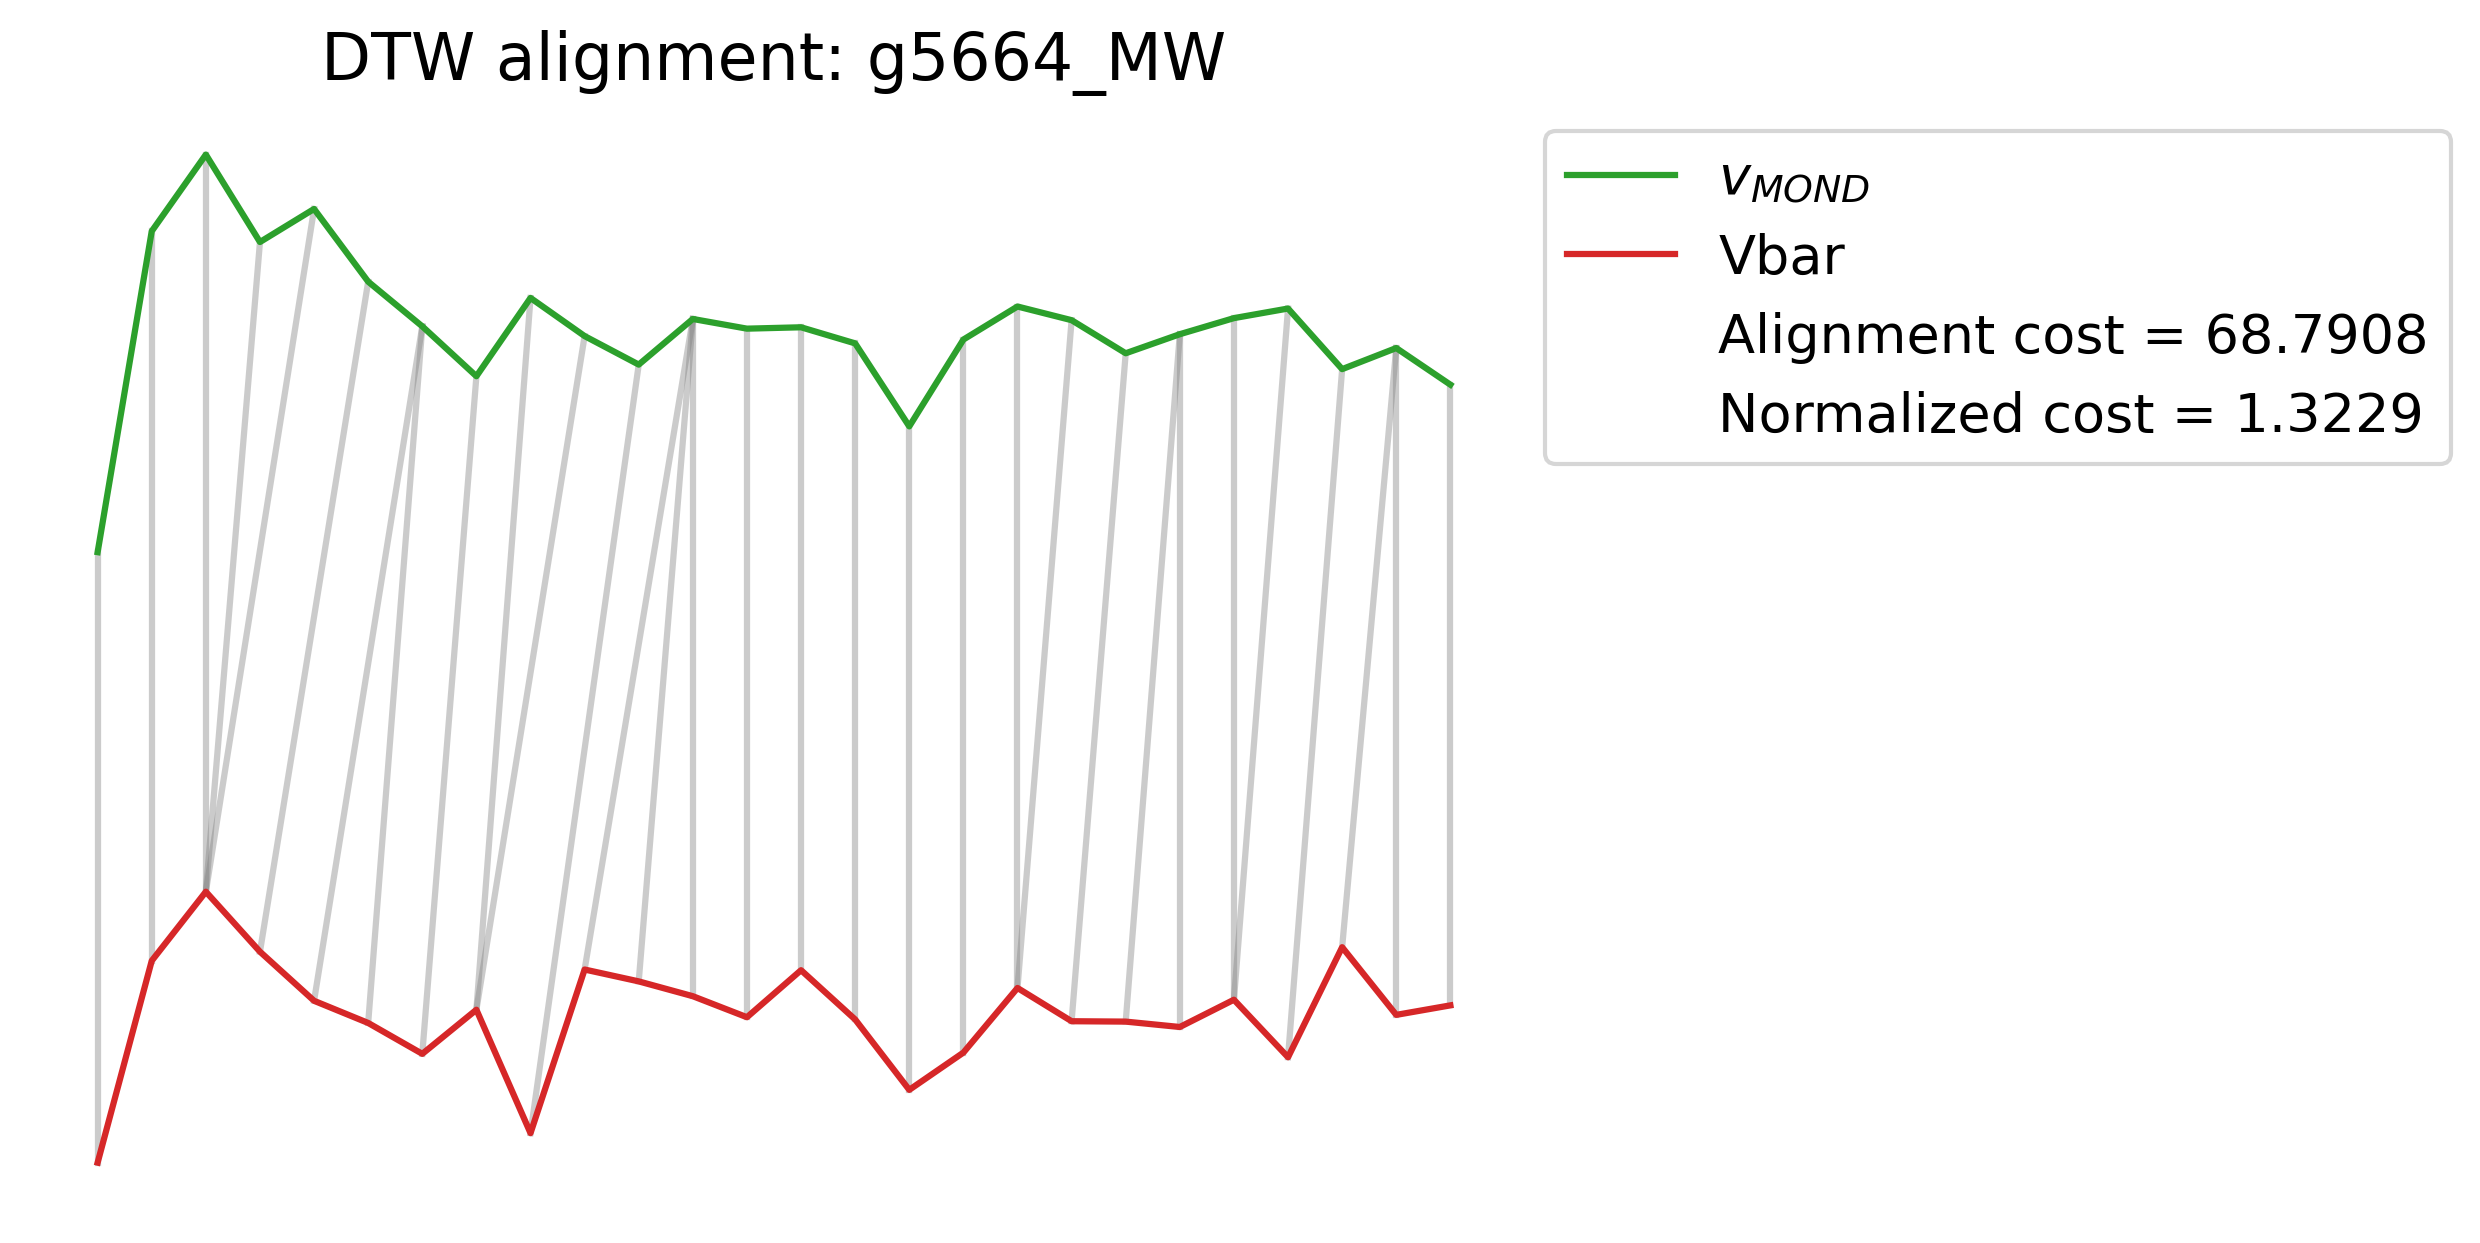 DTW alignment: g5664_MW
v_MOND
Vbar
Alignment cost = 68.7908
Normalized cost = 1.3229